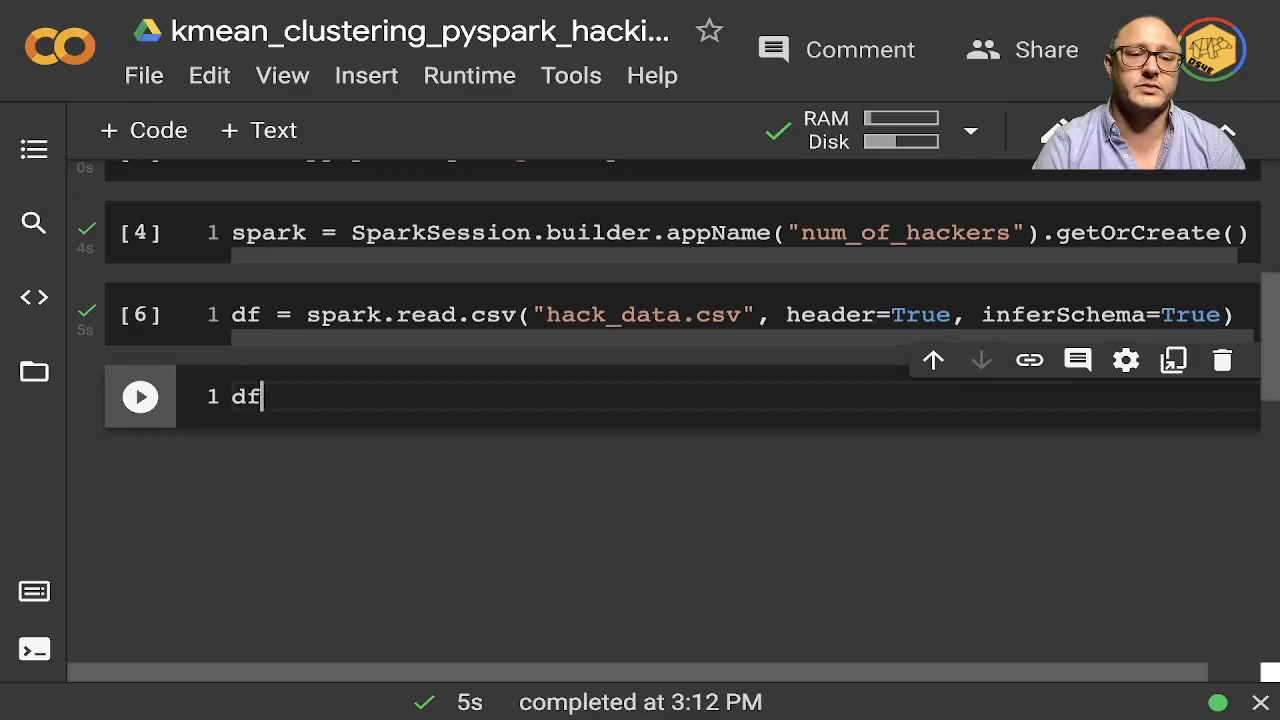 kmean_clustering_pyspark_hacki...
Comment
Share
File Edit View Insert Runtime Tools Help
+ Code + Text
RAM
Disk
0s
[4] 1 spark = SparkSession.builder.appName("num_of_hackers").getOrCreate()
4s
[6] 1 df = spark.read.csv("hack_data.csv", header=True, inferSchema=True)
5s
1 df
5s completed at 3:12 PM
DS4E